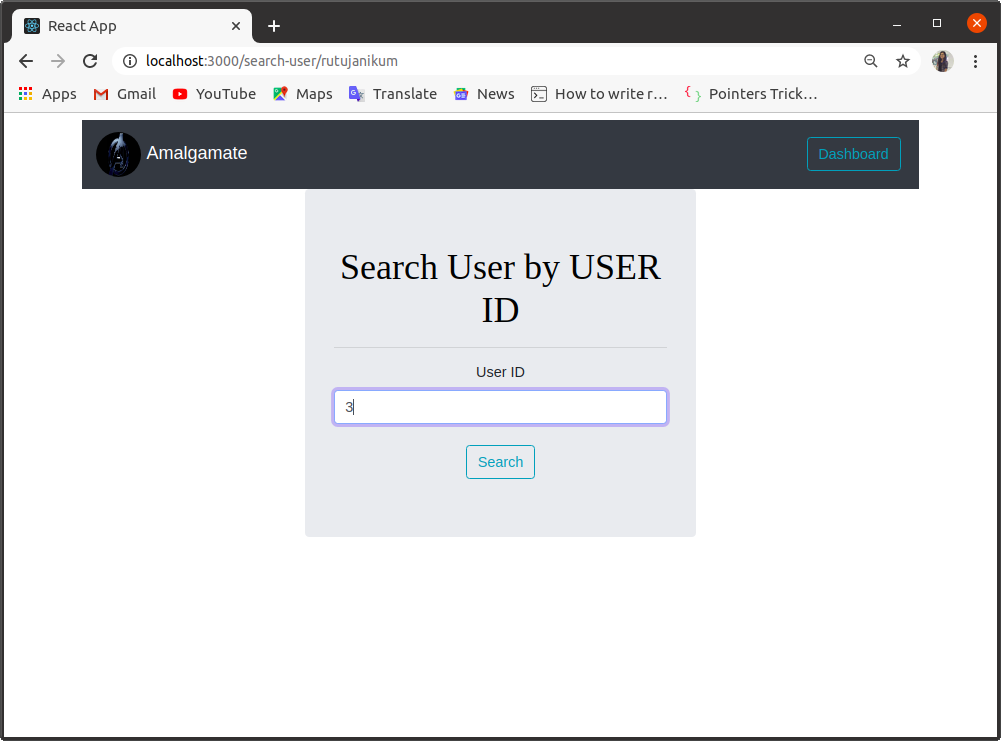 React App
localhost:3000/search-user/rutujanikum
Apps Gmail YouTube Maps Translate News How to write r… Pointers Trick…
Amalgamate Dashboard
Search User by USER
ID
User ID
3
Search